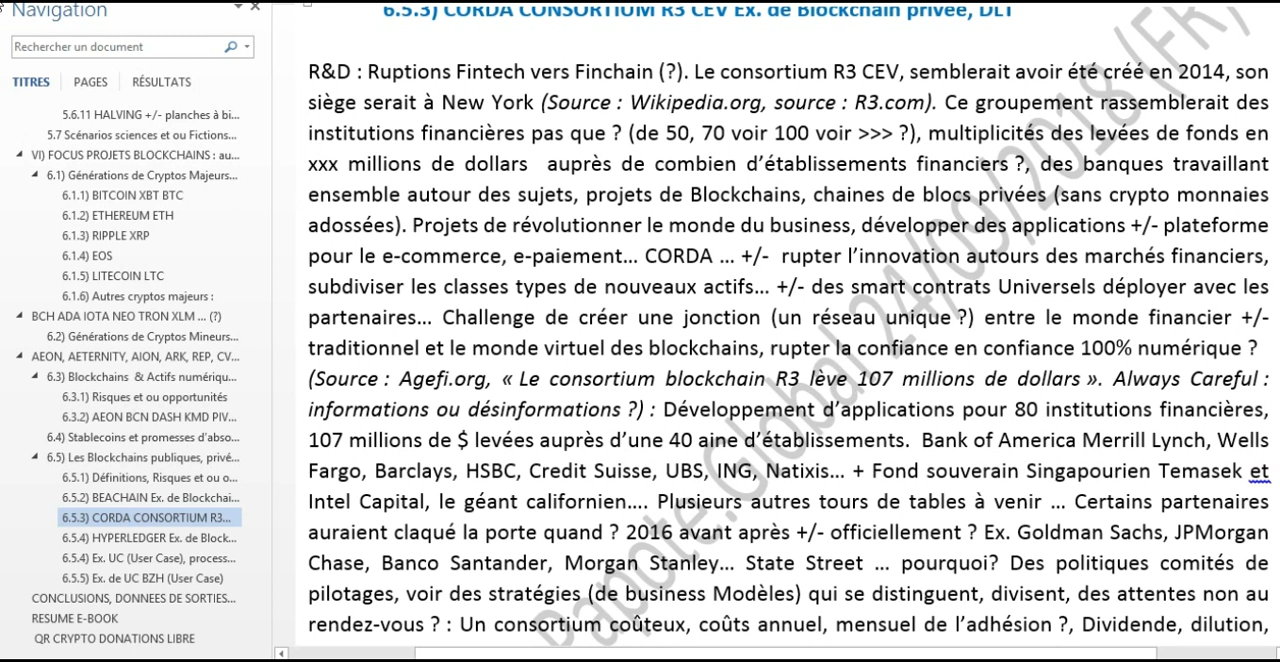 Navigation
Rechercher un document
TITRES PAGES RÉSULTATS
5.6.11 HALVING +/- planches à bi...
5.7 Scénarios sciences et ou Fictions...
VI) FOCUS PROJETS BLOCKCHAINS : au...
6.1) Générations de Cryptos Majeurs...
6.1.1) BITCOIN XBT BTC
6.1.2) ETHEREUM ETH
6.1.3) RIPPLE XRP
6.1.4) EOS
6.1.5) LITECOIN LTC
6.1.6) Autres cryptos majeurs :
BCH ADA IOTA NEO TRON XLM ... (?)
6.2) Générations de Cryptos Mineurs...
AEON, AETERNITY, AION, ARK, REP, CV...
6.3) Blockchains & Actifs numériqu...
6.3.1) Risques et ou opportunités
6.3.2) AEON BCN DASH KMD PIV...
6.4) Stablecoins et promesses d'abso...
6.5) Les Blockchains publiques, privé...
6.5.1) Définitions, Risques et ou o...
6.5.2) BEACHAIN Ex. de Blockchai...
6.5.3) CORDA CONSORTIUM R3...
6.5.4) HYPERLEDGER Ex. de Block...
6.5.4) Ex. UC (User Case), process...
6.5.5) Ex. de UC BZH (User Case)
CONCLUSIONS, DONNEES DE SORTIES...
RESUME E-BOOK
QR CRYPTO DONATIONS LIBRE
6.5.3) CORDA CONSORTIUM R3 CEV Ex. de Blockchain privée, DLT
R&D : Ruptions Fintech vers Finchain (?). Le consortium R3 CEV, semblerait avoir été créé en 2014, son
siège serait à New York (Source : Wikipedia.org, source : R3.com). Ce groupement rassemblerait des
institutions financières pas que ? (de 50, 70 voir 100 voir >>> ?), multiplicités des levées de fonds en
xxx millions de dollars auprès de combien d'établissements financiers ?, des banques travaillant
ensemble autour des sujets, projets de Blockchains, chaines de blocs privées (sans crypto monnaies
adossées). Projets de révolutionner le monde du business, développer des applications +/- plateforme
pour le e-commerce, e-paiement... CORDA ... +/- rupter l'innovation autours des marchés financiers,
subdiviser les classes types de nouveaux actifs... +/- des smart contrats Universels déployer avec les
partenaires... Challenge de créer une jonction (un réseau unique ?) entre le monde financier +/-
traditionnel et le monde virtuel des blockchains, rupter la confiance en confiance 100% numérique ?
(Source : Agefi.org, « Le consortium blockchain R3 lève 107 millions de dollars ». Always Careful :
informations ou désinformations ?) : Développement d'applications pour 80 institutions financières,
107 millions de $ levées auprès d'une 40 aine d'établissements. Bank of America Merrill Lynch, Wells
Fargo, Barclays, HSBC, Credit Suisse, UBS, ING, Natixis... + Fond souverain Singapourien Temasek et
Intel Capital, le géant californien.... Plusieurs autres tours de tables à venir ... Certains partenaires
auraient claqué la porte quand ? 2016 avant après +/- officiellement ? Ex. Goldman Sachs, JPMorgan
Chase, Banco Santander, Morgan Stanley... State Street ... pourquoi? Des politiques comités de
pilotages, voir des stratégies (de business Modèles) qui se distinguent, divisent, des attentes non au
rendez-vous ? : Un consortium coûteux, coûts annuel, mensuel de l'adhésion ?, Dividende, dilution,
Papote.Global 24/09/2018 (FR)